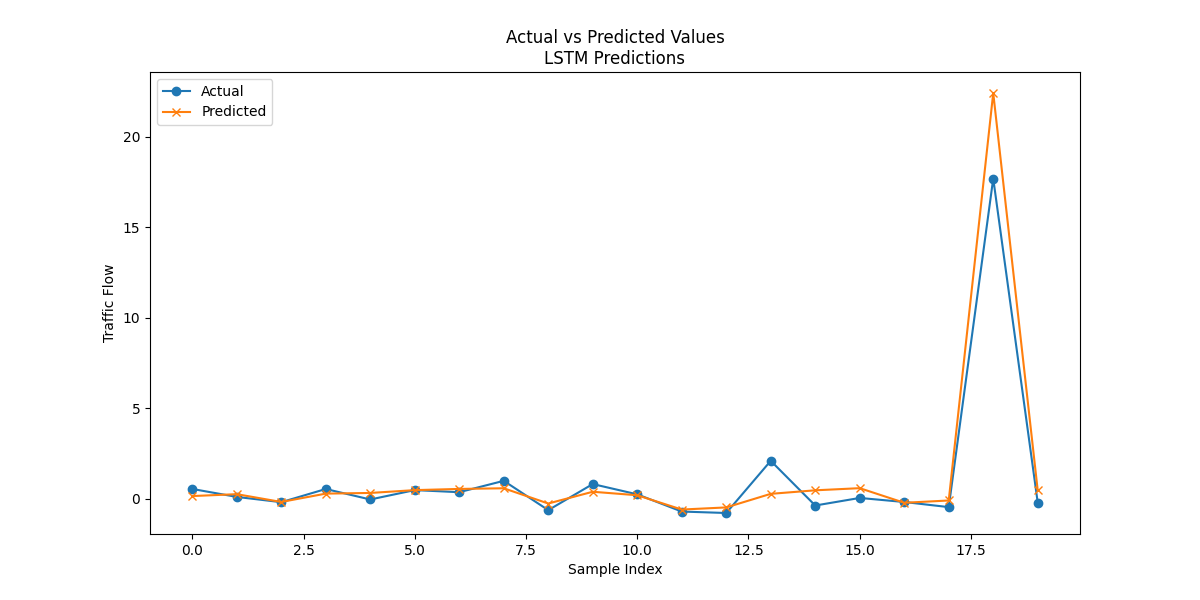 Actual vs Predicted Values
LSTM Predictions
Actual
Predicted
Traffic Flow
20
15
10
5
0
0.0 2.5 5.0 7.5 10.0 12.5 15.0 17.5
Sample Index